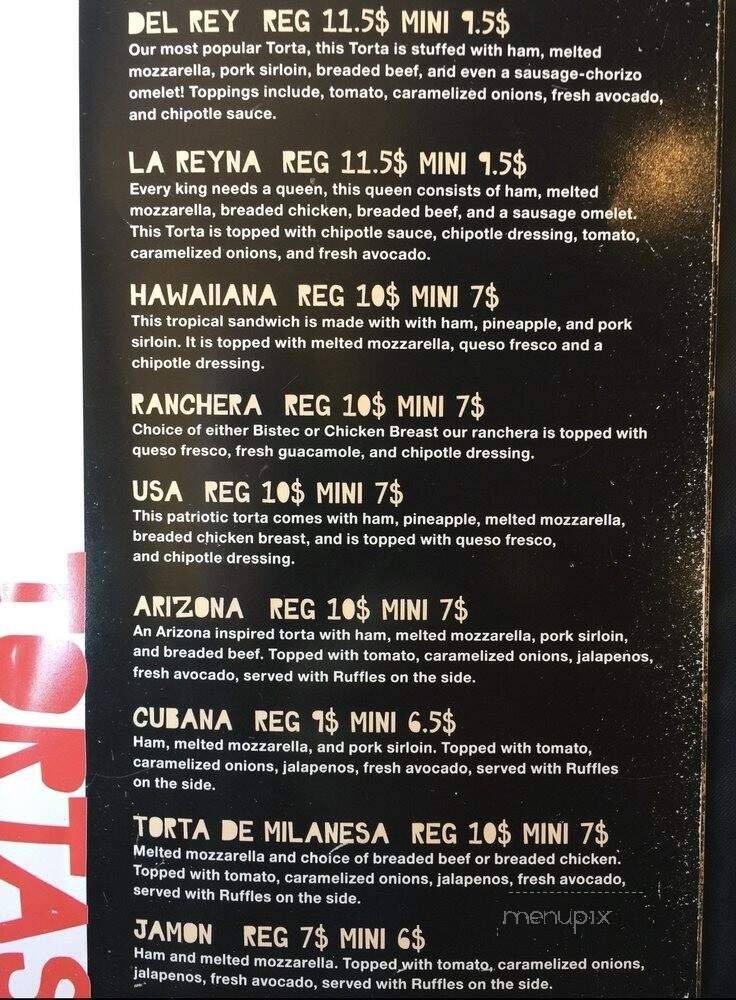 DEL REY REG 11.5$ MINI 9.5$
Our most popular Torta, this Torta is stuffed with ham, melted
mozzarella, pork sirloin, breaded beef, and even a sausage-chorizo
omelet! Toppings include, tomato, caramelized onions, fresh avocado,
and chipotle sauce.
LA REYNA REG 11.5$ MINI 9.5$
Every king needs a queen, this queen consists of ham, melted
mozzarella, breaded chicken, breaded beef, and a sausage omelet.
This Torta is topped with chipotle sauce, chipotle dressing, tomato,
caramelized onions, and fresh avocado.
HAWAIIANA REG 10$ MINI 7$
This tropical sandwich is made with with ham, pineapple, and pork
sirloin. It is topped with melted mozzarella, queso fresco and a
chipotle dressing.
RANCHERA REG 10$ MINI 7$
Choice of either Bistec or Chicken Breast our ranchera is topped with
queso fresco, fresh guacamole, and chipotle dressing.
USA REG 10$ MINI 7$
This patriotic torta comes with ham, pineapple, melted mozzarella,
breaded chicken breast, and is topped with queso fresco,
and chipotle dressing.
ARIZONA REG 10$ MINI 7$
An Arizona inspired torta with ham, melted mozzarella, pork sirloin,
and breaded beef. Topped with tomato, caramelized onions, jalapenos,
fresh avocado, served with Ruffles on the side.
CUBANA REG 9$ MINI 6.5$
Ham, melted mozzarella, and pork sirloin. Topped with tomato,
caramelized onions, jalapenos, fresh avocado, served with Ruffles
on the side.
TORTA DE MILANESA REG 10$ MINI 7$
Melted mozzarella and choice of breaded beef or breaded chicken.
Topped with tomato, caramelized onions, jalapenos, fresh avocado,
served with Ruffles on the side.
JAMON REG 7$ MINI 6$
Ham and melted mozzarella. Topped with tomato, caramelized onions,
jalapenos, fresh avocado, served with Ruffles on the side.
TORTAS
menupix